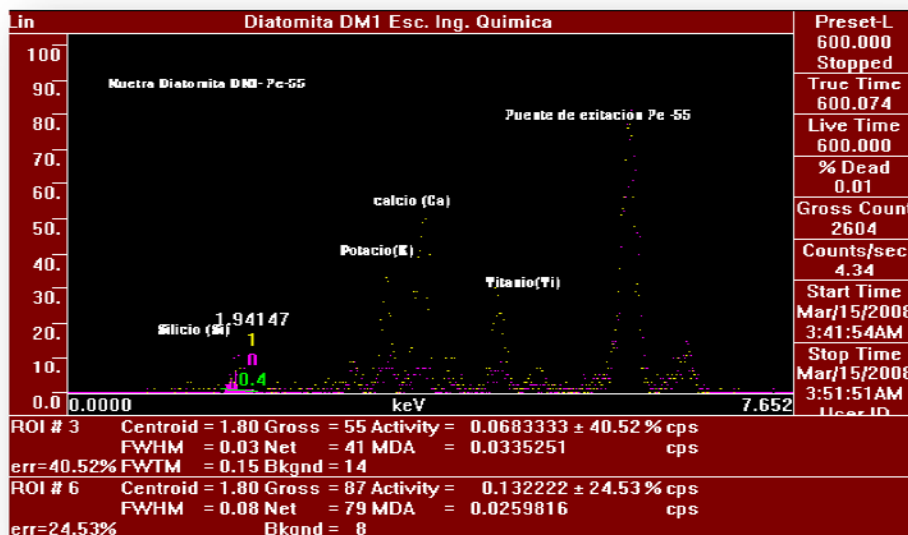 Lin Diatomita DM1 Esc. Ing. Quimica
Preset-L
600.000
Stopped
True Time
600.074
Live Time
600.000
% Dead
0.01
Gross Count
2604
Counts/sec
4.34
Start Time
Mar/15/2008
3:41:54AM
Stop Time
Mar/15/2008
3:51:51AM
User ID
100
90.
80.
70.
60.
50.
40.
30.
20.
10.
0.0
Nuetra Diatomita DMI- Pe-55
Puente de exitación Pe -55
calcio (Ca)
Potacio(K)
Titanio(Ti)
1.94147
Silicio (Si)
1
0
0.4
0.0000 keV 7.652
ROI # 3 Centroid = 1.80 Gross = 55 Activity = 0.0683333 ± 40.52 % cps
FWHM = 0.03 Net = 41 MDA = 0.0335251 cps
err=40.52% FWTM = 0.15 Bkgnd = 14
ROI # 6 Centroid = 1.80 Gross = 87 Activity = 0.132222 ± 24.53 % cps
FWHM = 0.08 Net = 79 MDA = 0.0259816 cps
err=24.53% Bkgnd = 8